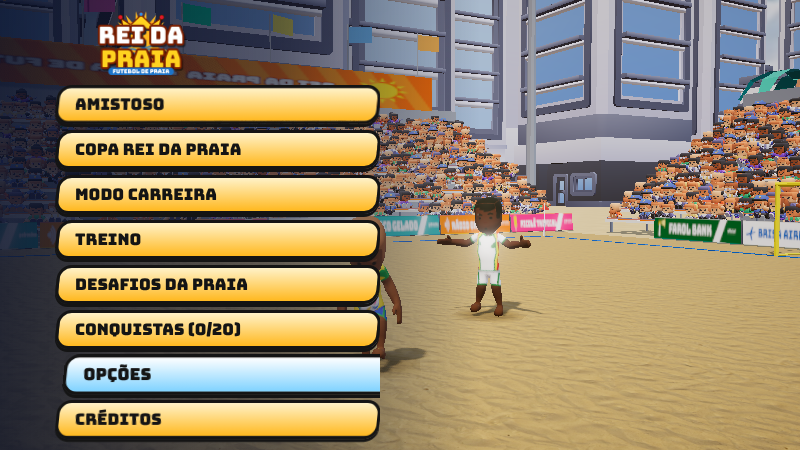 REI DA
PRAIA
FUTEBOL DE PRAIA
AMISTOSO
COPA REI DA PRAIA
MODO CARREIRA
TREINO
DESAFIOS DA PRAIA
CONQUISTAS (0/20)
OPÇÕES
CRÉDITOS
GELADO
FAROL BANK